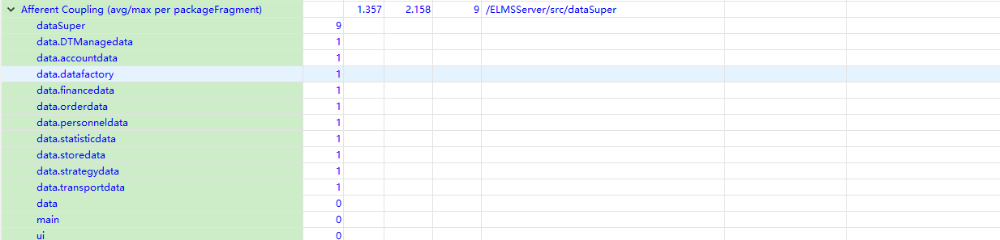 Afferent Coupling (avg/max per packageFragment) 1.357 2.158 9 /ELMSServer/src/dataSuper
dataSuper 9
data.DTManagedata 1
data.accountdata 1
data.datafactory 1
data.financedata 1
data.orderdata 1
data.personneldata 1
data.statisticdata 1
data.storedata 1
data.strategydata 1
data.transportdata 1
data 0
main 0
ui 0